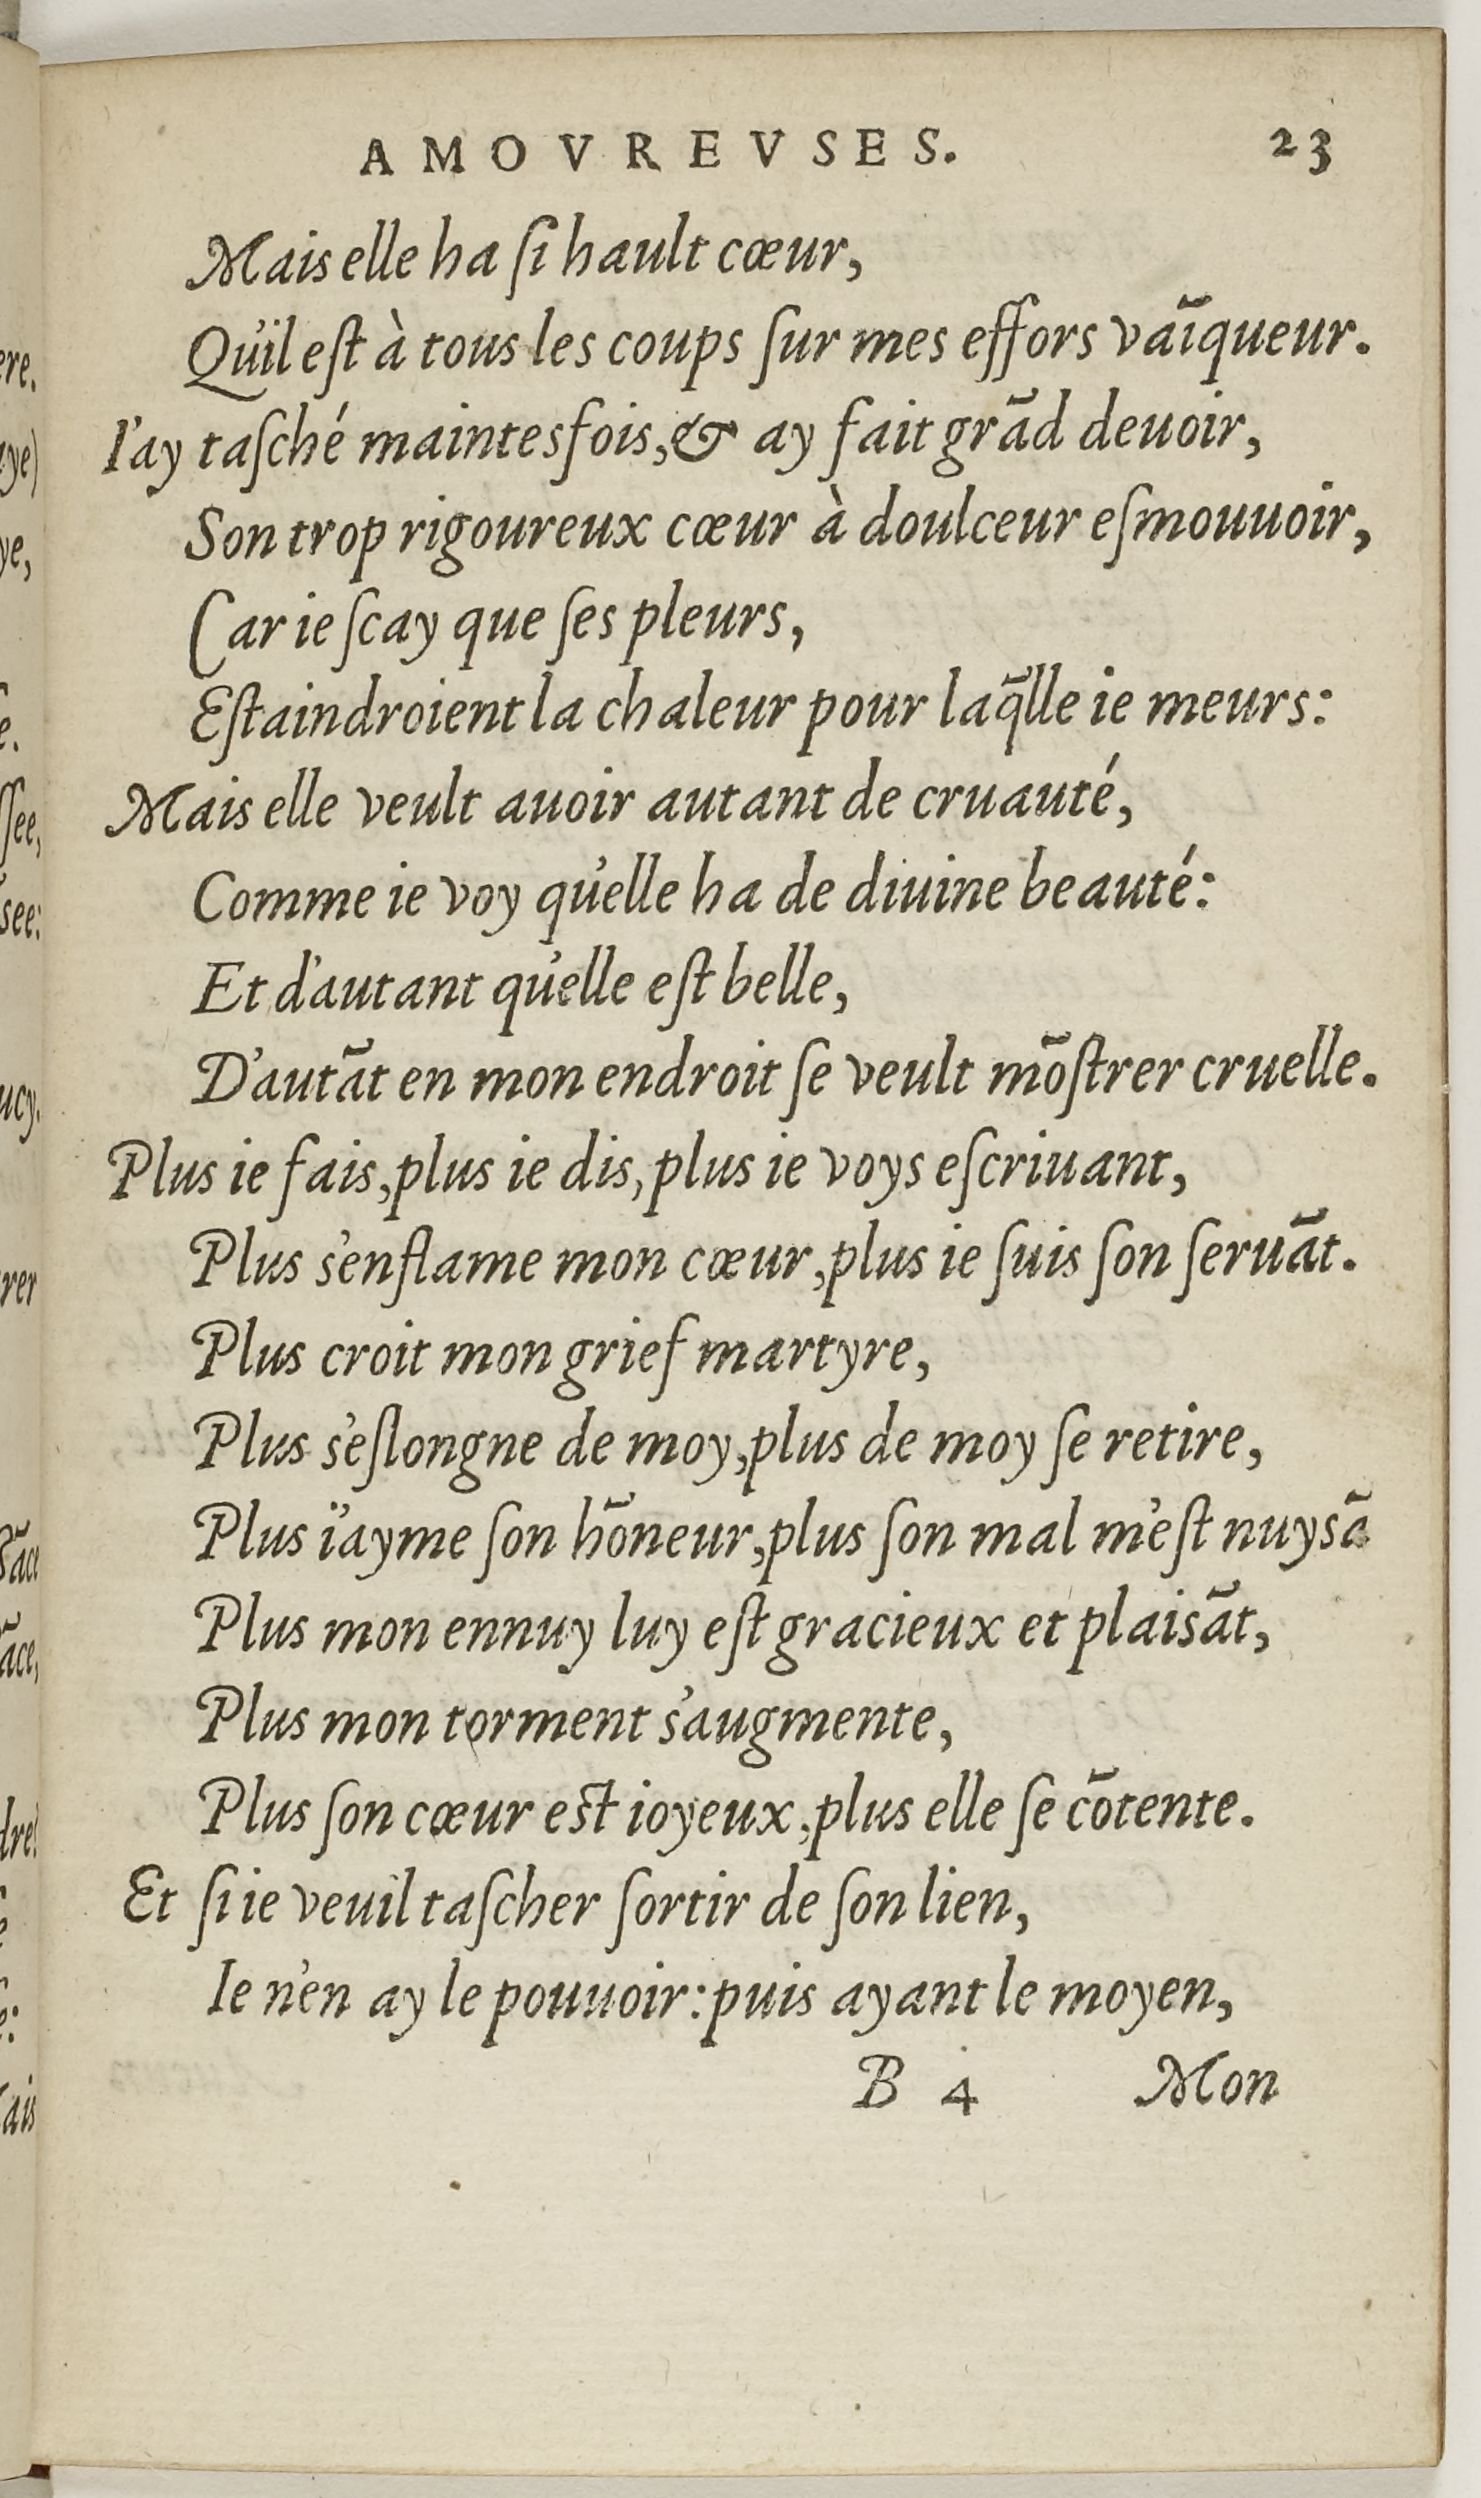 AMOVREVSES. 23
Mais elle ha ſi hault cœur,
Qu'il eſt à tous les coups ſur mes effors vaĩqueur.
I'ay taſché maintesfois, & ay fait grãd deuoir,
Son trop rigoureux cœur à doulceur eſmouuoir,
Car ie ſcay que ſes pleurs,
Eſtaindroient la chaleur pour laq̃lle ie meurs:
Mais elle veult auoir autant de cruauté,
Comme ie voy qu'elle ha de diuine beauté:
Et d'autant qu'elle eſt belle,
D'autãt en mon endroit ſe veult mõſtrer cruelle.
Plus ie fais, plus ie dis, plus ie voys eſcriuant,
Plus s'enflame mon cœur, plus ie ſuis ſon ſeruãt.
Plus croit mon grief martyre,
Plus s'eſlongne de moy, plus de moy ſe retire,
Plus i'ayme ſon hõneur, plus ſon mal m'eſt nuysã
Plus mon ennuy luy eſt gracieux et plaisãt,
Plus mon torment s'augmente,
Plus ſon cœur est ioyeux, plus elle ſe cõtente.
Et ſi ie veuil taſcher ſortir de ſon lien,
Ie n'en ay le pouuoir: puis ayant le moyen,
B 4 Mon